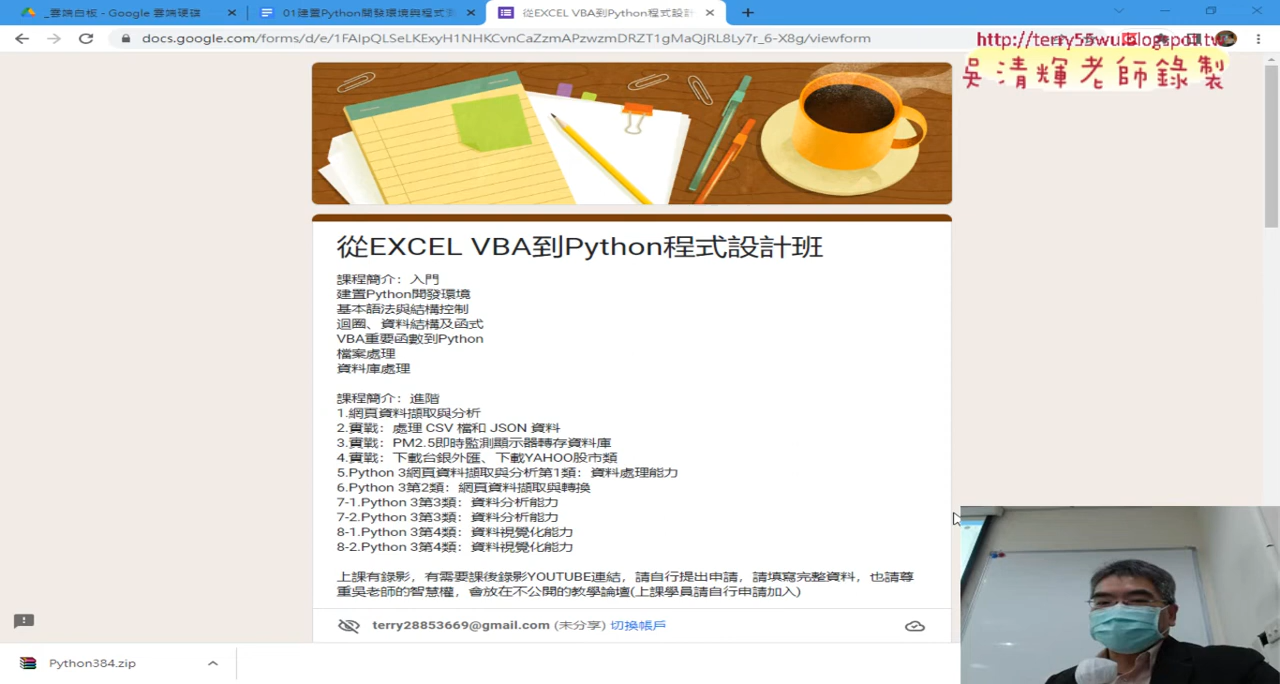 _雲端白板 - Google 雲端硬碟
01建置Python開發環境與程式
從EXCEL VBA到Python程式設計
docs.google.com/forms/d/e/1FAIpQLSeLKExyH1NHKCvnCaZzmAPzwzmDRZT1gMaQjRL8Ly7r_6-X8g/viewform
http://terry55wu.blogspot.tw
吳清輝老師錄製
從EXCEL VBA到Python程式設計班
課程簡介：入門
建置Python開發環境
基本語法與結構控制
迴圈、資料結構及函式
VBA重要函數到Python
檔案處理
資料庫處理
課程簡介：進階
1.網頁資料擷取與分析
2.實戰：處理 CSV 檔和 JSON 資料
3.實戰：PM2.5即時監測顯示器轉存資料庫
4.實戰：下載台銀外匯、下載YAHOO股市類
5.Python 3網頁資料擷取與分析第1類：資料處理能力
6.Python 3第2類：網頁資料擷取與轉換
7-1.Python 3第3類：資料分析能力
7-2.Python 3第3類：資料分析能力
8-1.Python 3第4類：資料視覺化能力
8-2.Python 3第4類：資料視覺化能力
上課有錄影，有需要課後錄影YOUTUBE連結，請自行提出申請，請填寫完整資料，也請尊
重吳老師的智慧權，會放在不公開的教學論壇(上課學員請自行申請加入)
terry28853669@gmail.com (未分享) 切換帳戶
Python384.zip